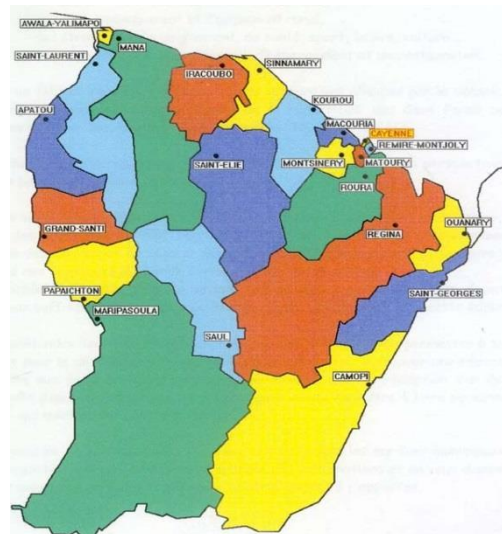 AWALA-YALIMAPO
MANA
SAINT-LAURENT
IRACOUBO
SINNAMARY
KOUROU
APATOU
MACOURIA
CAYENNE
REMIRE-MONTJOLY
SAINT-ELIE
MONTSINERY
MATOURY
ROURA
GRAND-SANTI
REGINA
OUANARY
SAINT-GEORGES
PAPAICHTON
MARIPASOULA
SAUL
CAMOPI